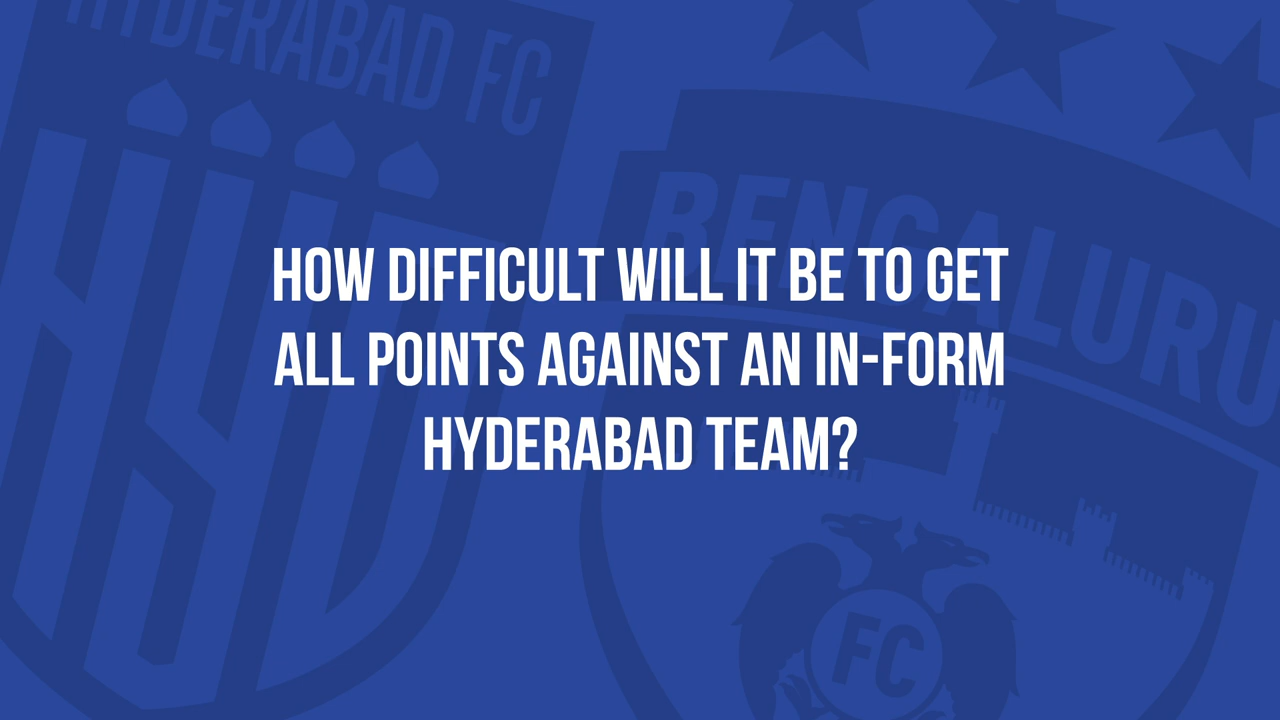 HYDERABAD FC
BENGALURU
HOW DIFFICULT WILL IT BE TO GET
ALL POINTS AGAINST AN IN-FORM
HYDERABAD TEAM?
FC